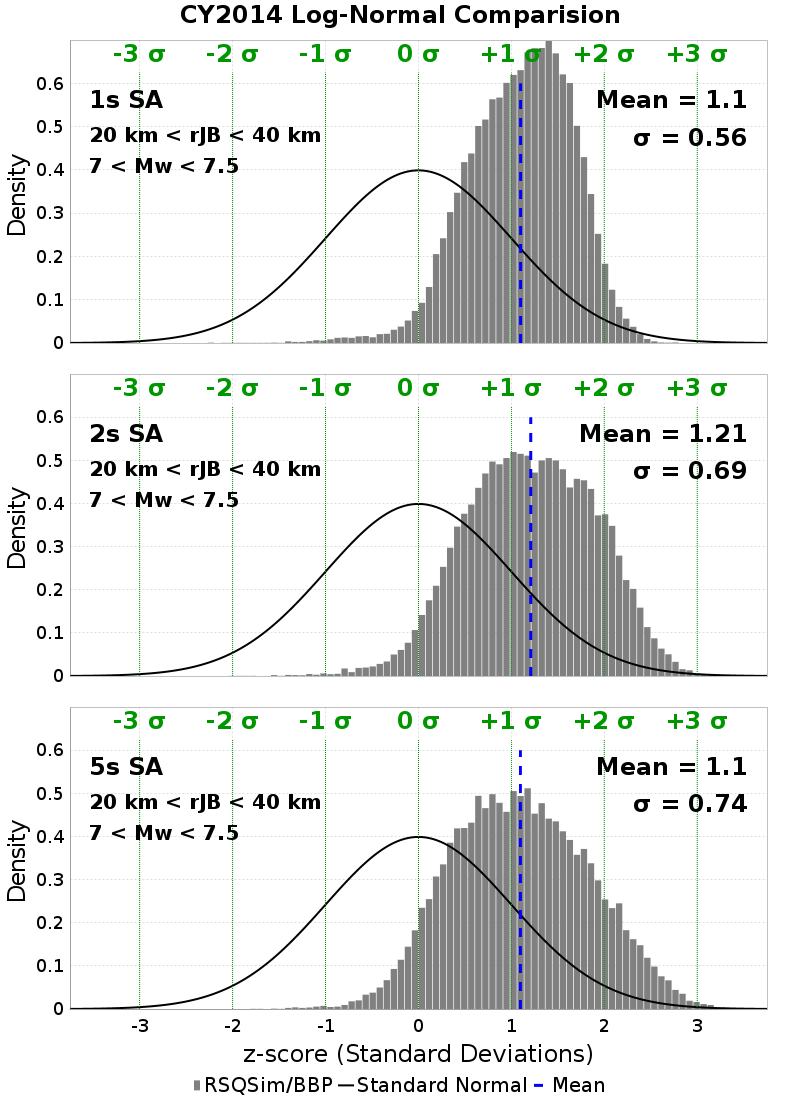 CY2014 Log-Normal Comparision
-3 σ -2 σ -1 σ 0 σ +1 σ +2 σ +3 σ
1s SA
20 km < rJB < 40 km
7 < Mw < 7.5
Mean = 1.1
σ = 0.56
Density
0.6
0.5
0.4
0.3
0.2
0.1
0
-3 σ -2 σ -1 σ 0 σ +1 σ +2 σ +3 σ
2s SA
20 km < rJB < 40 km
7 < Mw < 7.5
Mean = 1.21
σ = 0.69
Density
0.6
0.5
0.4
0.3
0.2
0.1
0
-3 σ -2 σ -1 σ 0 σ +1 σ +2 σ +3 σ
5s SA
20 km < rJB < 40 km
7 < Mw < 7.5
Mean = 1.1
σ = 0.74
Density
0.6
0.5
0.4
0.3
0.2
0.1
0
-3 -2 -1 0 1 2 3
z-score (Standard Deviations)
RSQSim/BBP Standard Normal Mean